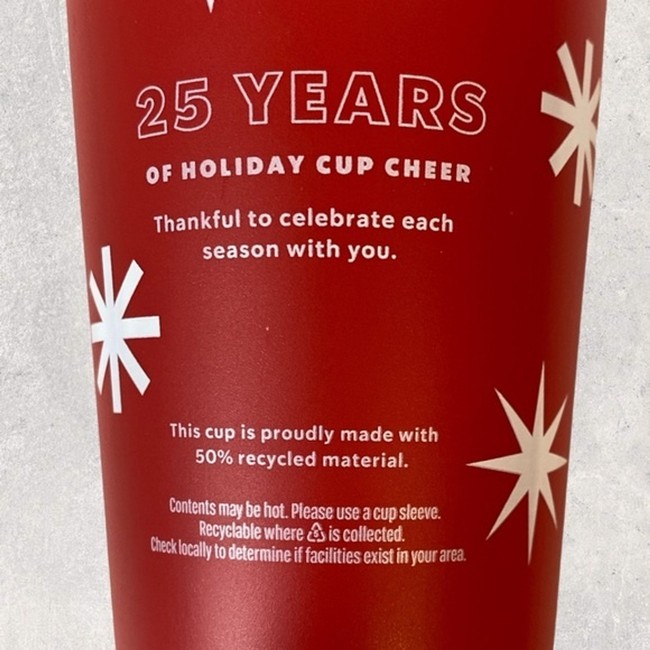 25 YEARS
OF HOLIDAY CUP CHEER
Thankful to celebrate each
season with you.
This cup is proudly made with
50% recycled material.
Contents may be hot. Please use a cup sleeve.
Recyclable where ♷ is collected.
Check locally to determine if facilities exist in your area.